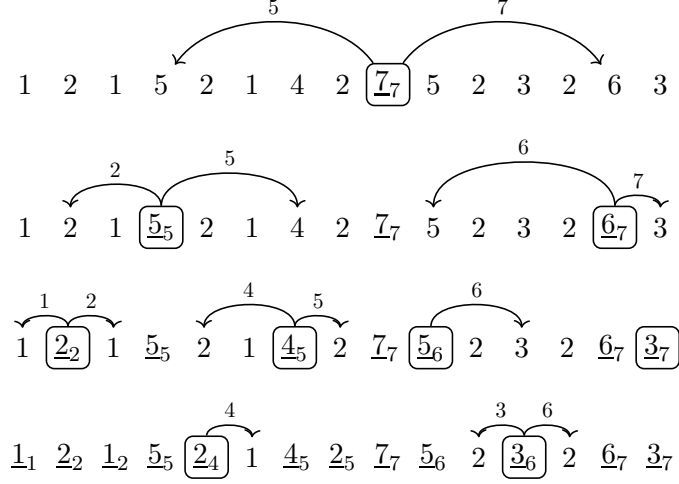 5 7
1 2 1 5 2 1 4 2 7₇ 5 2 3 2 6 3
2 5 6 7
1 2 1 5₅ 2 1 4 2 7₇ 5 2 3 2 6₇ 3
1 2 4 5 6
1 2₂ 1 5₅ 2 1 4₅ 2 7₇ 5₆ 2 3 2 6₇ 3₇
4 3 6
1₁ 2₂ 1₂ 5₅ 2₄ 1 4₅ 2₅ 7₇ 5₆ 2 3₆ 2 6₇ 3₇